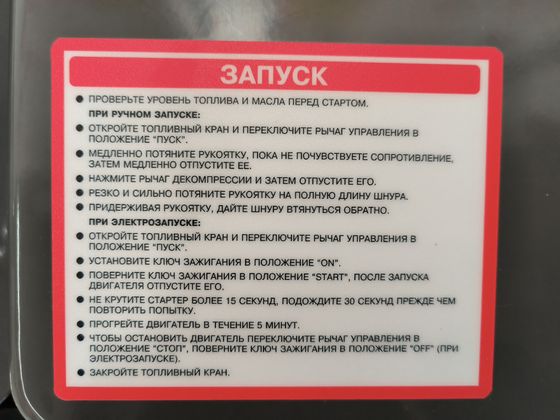 ЗАПУСК
● ПРОВЕРЬТЕ УРОВЕНЬ ТОПЛИВА И МАСЛА ПЕРЕД СТАРТОМ.
ПРИ РУЧНОМ ЗАПУСКЕ:
● ОТКРОЙТЕ ТОПЛИВНЫЙ КРАН И ПЕРЕКЛЮЧИТЕ РЫЧАГ УПРАВЛЕНИЯ В
ПОЛОЖЕНИЕ "ПУСК".
● МЕДЛЕННО ПОТЯНИТЕ РУКОЯТКУ, ПОКА НЕ ПОЧУВСТВУЕТЕ СОПРОТИВЛЕНИЕ,
ЗАТЕМ МЕДЛЕННО ОТПУСТИТЕ ЕЕ.
● НАЖМИТЕ РЫЧАГ ДЕКОМПРЕССИИ И ЗАТЕМ ОТПУСТИТЕ ЕГО.
● РЕЗКО И СИЛЬНО ПОТЯНИТЕ РУКОЯТКУ НА ПОЛНУЮ ДЛИНУ ШНУРА.
● ПРИДЕРЖИВАЯ РУКОЯТКУ, ДАЙТЕ ШНУРУ ВТЯНУТЬСЯ ОБРАТНО.
ПРИ ЭЛЕКТРОЗАПУСКЕ:
● ОТКРОЙТЕ ТОПЛИВНЫЙ КРАН И ПЕРЕКЛЮЧИТЕ РЫЧАГ УПРАВЛЕНИЯ В
ПОЛОЖЕНИЕ "ПУСК".
● УСТАНОВИТЕ КЛЮЧ ЗАЖИГАНИЯ В ПОЛОЖЕНИЕ "ON".
● ПОВЕРНИТЕ КЛЮЧ ЗАЖИГАНИЯ В ПОЛОЖЕНИЕ "START", ПОСЛЕ ЗАПУСКА
ДВИГАТЕЛЯ ОТПУСТИТЕ ЕГО.
● НЕ КРУТИТЕ СТАРТЕР БОЛЕЕ 15 СЕКУНД, ПОДОЖДИТЕ 30 СЕКУНД ПРЕЖДЕ ЧЕМ
ПОВТОРИТЬ ПОПЫТКУ.
● ПРОГРЕЙТЕ ДВИГАТЕЛЬ В ТЕЧЕНИЕ 5 МИНУТ.
● ЧТОБЫ ОСТАНОВИТЬ ДВИГАТЕЛЬ ПЕРЕКЛЮЧИТЕ РЫЧАГ УПРАВЛЕНИЯ В
ПОЛОЖЕНИЕ "СТОП", ПОВЕРНИТЕ КЛЮЧ ЗАЖИГАНИЯ В ПОЛОЖЕНИЕ "OFF" (ПРИ
ЭЛЕКТРОЗАПУСКЕ).
● ЗАКРОЙТЕ ТОПЛИВНЫЙ КРАН.